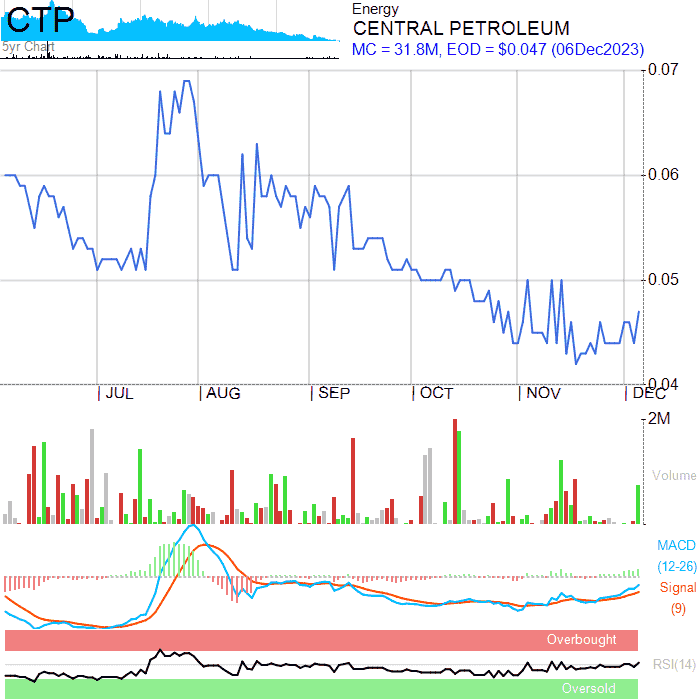 CTP
5yr Chart
Energy
CENTRAL PETROLEUM
MC = 31.8M, EOD = $0.047 (06Dec2023)
0.07
0.06
0.05
0.04
JUL AUG SEP OCT NOV DEC
2M
Volume
MACD
(12-26)
Signal
(9)
Overbought
RSI(14)
Oversold